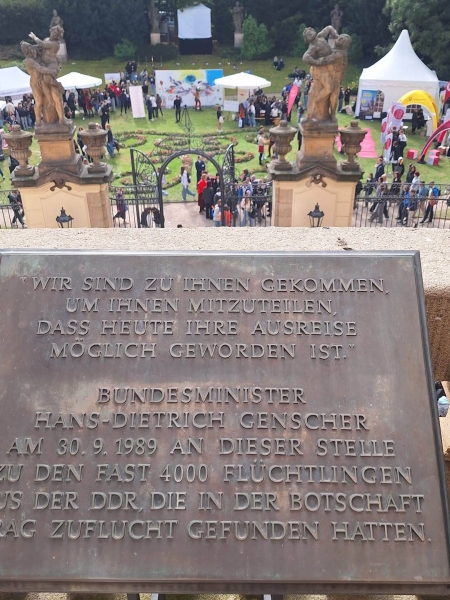 "WIR SIND ZU IHNEN GEKOMMEN,
UM IHNEN MITZUTEILEN,
DASS HEUTE IHRE AUSREISE
MÖGLICH GEWORDEN IST."
BUNDESMINISTER
HANS-DIETRICH GENSCHER
AM 30. 9. 1989 AN DIESER STELLE
ZU DEN FAST 4000 FLÜCHTLINGEN
US DER DDR, DIE IN DER BOTSCHAFT
RAG ZUFLUCHT GEFUNDEN HATTEN.